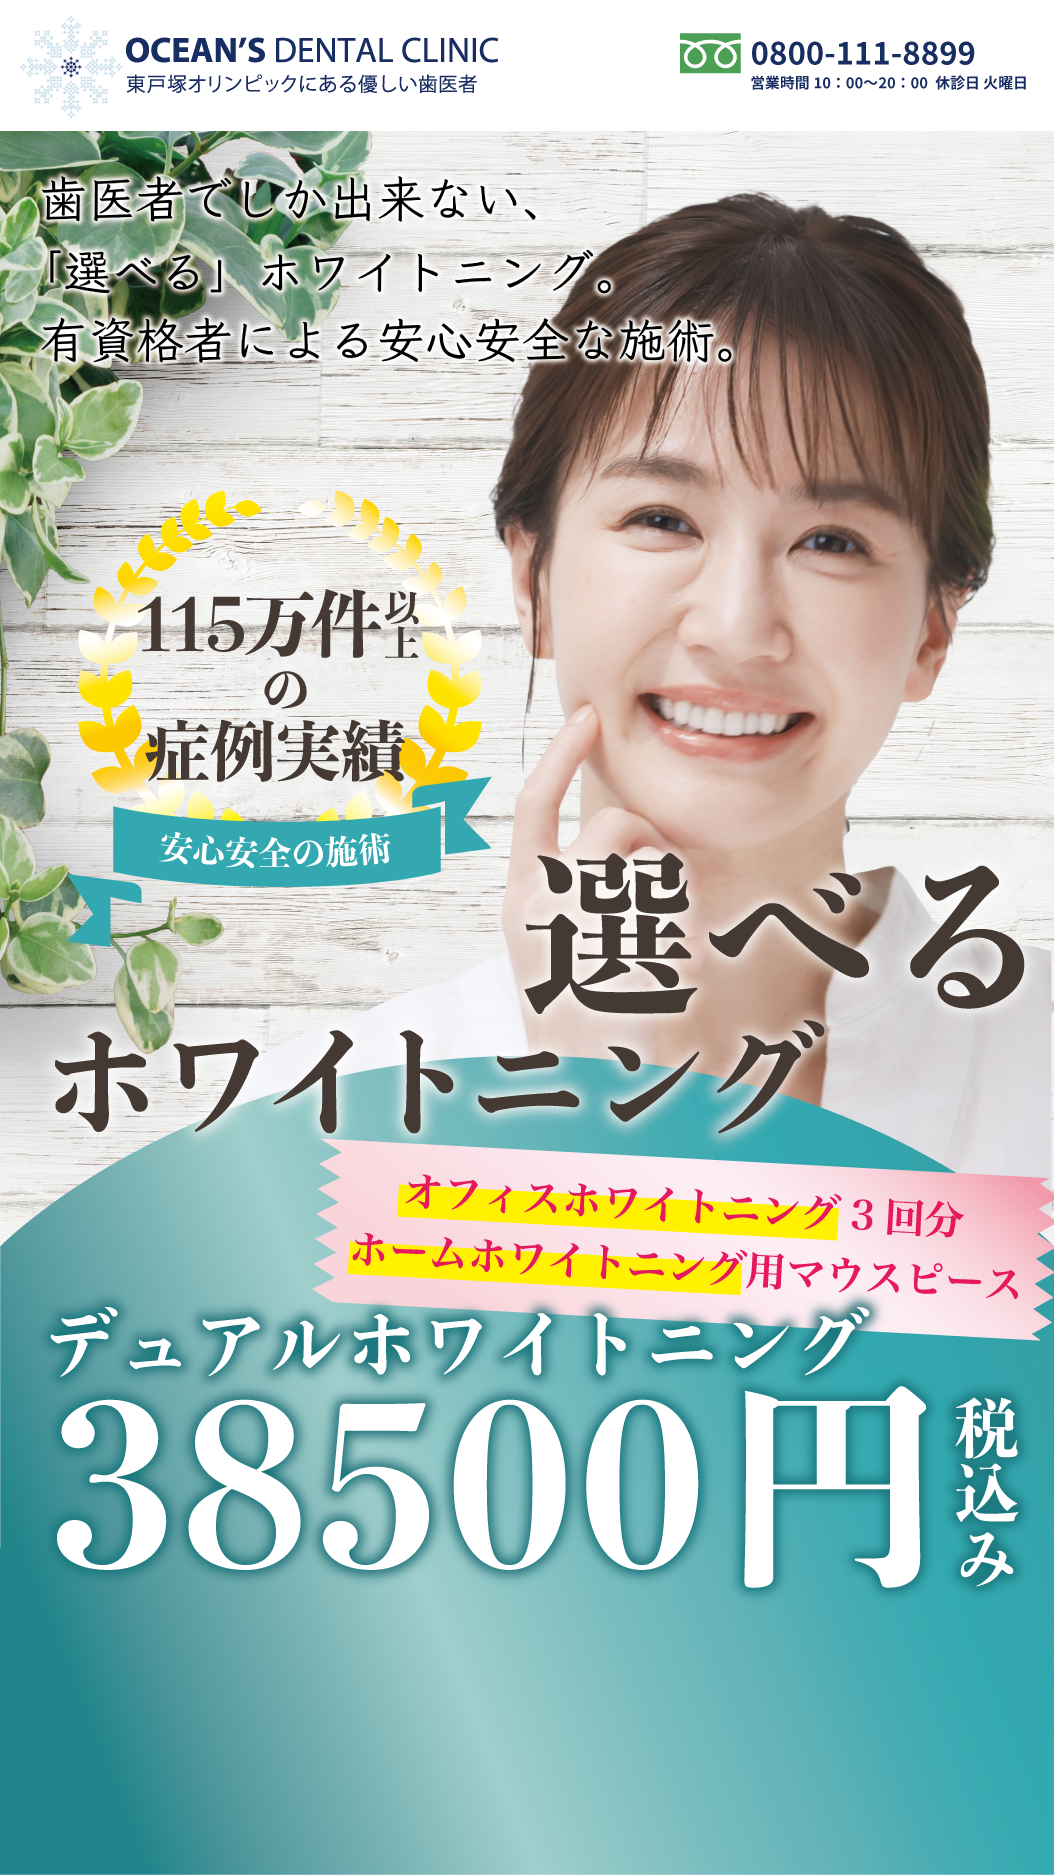 OCEAN'S DENTAL CLINIC
東戸塚オリンピックにある優しい歯医者
0800-111-8899
営業時間 10：00〜20：00 休診日 火曜日
歯医者でしか出来ない、
「選べる」ホワイトニング。
有資格者による安心安全な施術。
115万件以上
の
症例実績
安心安全の施術
選べる
ホワイトニング
オフィスホワイトニング3回分
ホームホワイトニング用マウスピース
デュアルホワイトニング
38500円税込み